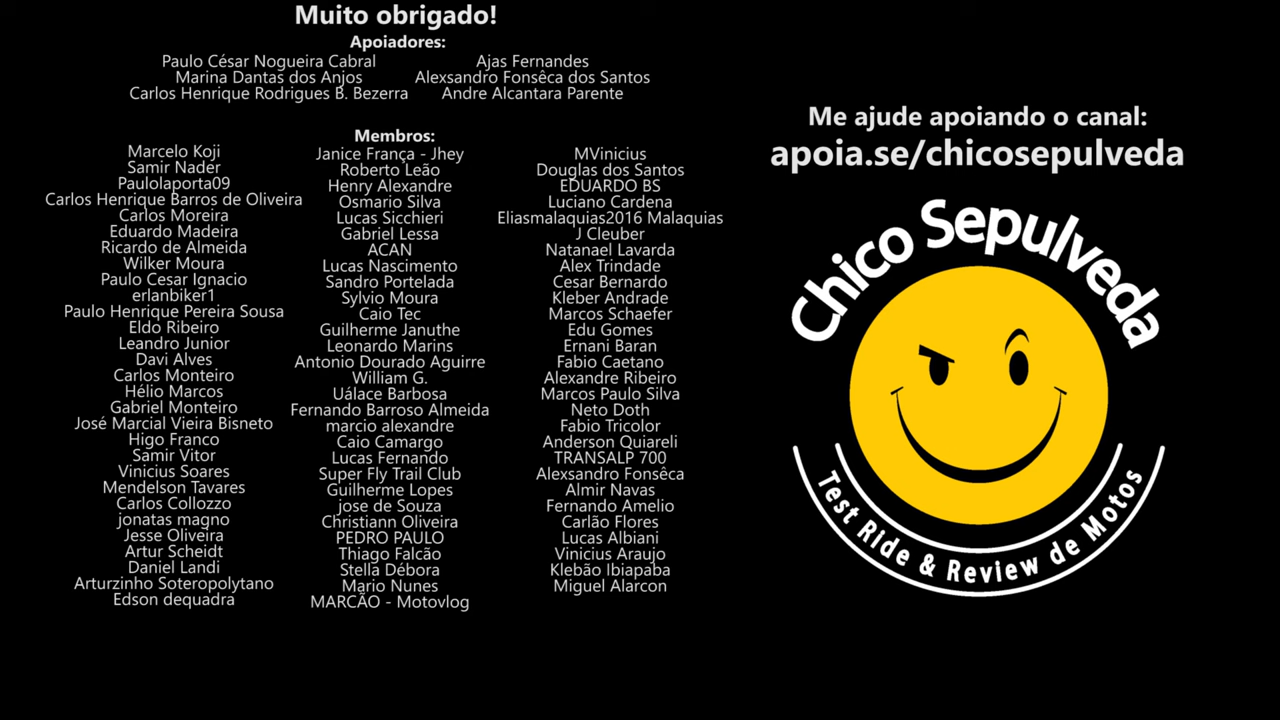 Muito obrigado!
Apoiadores:
Paulo César Nogueira Cabral
Marina Dantas dos Anjos
Carlos Henrique Rodrigues B. Bezerra
Ajas Fernandes
Alexsandro Fonsêca dos Santos
Andre Alcantara Parente
Membros:
Marcelo Koji
Samir Nader
Paulolaporta09
Carlos Henrique Barros de Oliveira
Carlos Moreira
Eduardo Madeira
Ricardo de Almeida
Wilker Moura
Paulo Cesar Ignacio
erlanbiker1
Paulo Henrique Pereira Sousa
Eldo Ribeiro
Leandro Junior
Davi Alves
Carlos Monteiro
Hélio Marcos
Gabriel Monteiro
José Marcial Vieira Bisneto
Higo Franco
Samir Vitor
Vinicius Soares
Mendelson Tavares
Carlos Collozzo
jonatas magno
Jesse Oliveira
Artur Scheidt
Daniel Landi
Arturzinho Soteropolytano
Edson dequadra
Janice França - Jhey
Roberto Leão
Henry Alexandre
Osmario Silva
Lucas Sicchieri
Gabriel Lessa
ACAN
Lucas Nascimento
Sandro Portelada
Sylvio Moura
Caio Tec
Guilherme Januthe
Leonardo Marins
Antonio Dourado Aguirre
William G.
Uálace Barbosa
Fernando Barroso Almeida
marcio alexandre
Caio Camargo
Lucas Fernando
Super Fly Trail Club
Guilherme Lopes
jose de Souza
Christiann Oliveira
PEDRO PAULO
Thiago Falcão
Stella Débora
Mario Nunes
MARCÃO - Motovlog
MVinicius
Douglas dos Santos
EDUARDO BS
Luciano Cardena
Eliasmalaquias2016 Malaquias
J Cleuber
Natanael Lavarda
Alex Trindade
Cesar Bernardo
Kleber Andrade
Marcos Schaefer
Edu Gomes
Ernani Baran
Fabio Caetano
Alexandre Ribeiro
Marcos Paulo Silva
Neto Doth
Fabio Tricolor
Anderson Quiareli
TRANSALP 700
Alexsandro Fonsêca
Almir Navas
Fernando Amelio
Carlão Flores
Lucas Albiani
Vinicius Araujo
Klebão Ibiapaba
Miguel Alarcon
Me ajude apoiando o canal:
apoia.se/chicosepulveda
Chico Sepulveda
Test Ride & Review de Motos